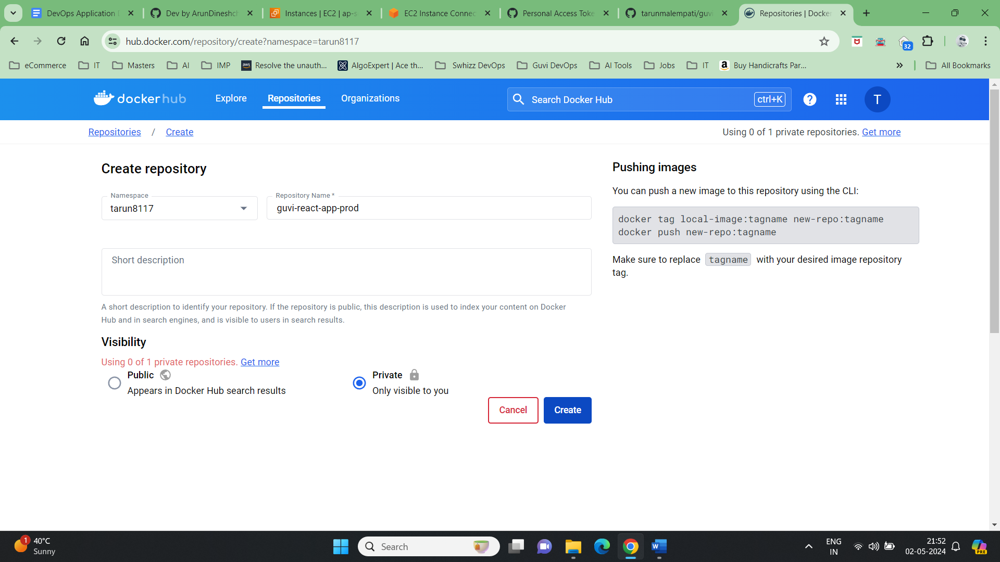 DevOps Application D
Dev by ArunDineshch
Instances | EC2 | ap-s
EC2 Instance Connec
Personal Access Toke
tarunmalempati/guvi
Repositories | Docker
hub.docker.com/repository/create?namespace=tarun8117
32
eCommerce
IT
Masters
AI
IMP
aws
Resolve the unauth...
AlgoExpert | Ace th...
Swhizz DevOps
Guvi DevOps
AI Tools
Jobs
IT
a
Buy Handicrafts Par...
»
All Bookmarks
dockerhub
Explore
Repositories
Organizations
Search Docker Hub
ctrl+K
?
T
Repositories / Create
Using 0 of 1 private repositories. Get more
Create repository
Namespace
tarun8117
Repository Name *
guvi-react-app-prod
Short description
A short description to identify your repository. If the repository is public, this description is used to index your content on Docker
Hub and in search engines, and is visible to users in search results.
Visibility
Using 0 of 1 private repositories. Get more
Public
Appears in Docker Hub search results
Private
Only visible to you
Cancel
Create
Pushing images
You can push a new image to this repository using the CLI:
docker tag local-image:tagname new-repo:tagname
docker push new-repo:tagname
Make sure to replace tagname with your desired image repository
tag.
1
40°C
Sunny
Search
W
ENG
IN
21:52
02-05-2024
PRE